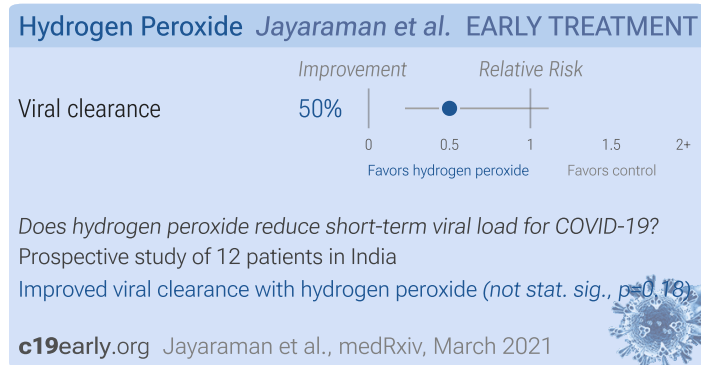 Hydrogen Peroxide Jayaraman et al. EARLY TREATMENT
Improvement Relative Risk
Viral clearance 50%
0 0.5 1 1.5 2+
Favors hydrogen peroxide Favors control
Does hydrogen peroxide reduce short-term viral load for COVID-19?
Prospective study of 12 patients in India
Improved viral clearance with hydrogen peroxide (not stat. sig., p=0.18)
c19early.org Jayaraman et al., medRxiv, March 2021